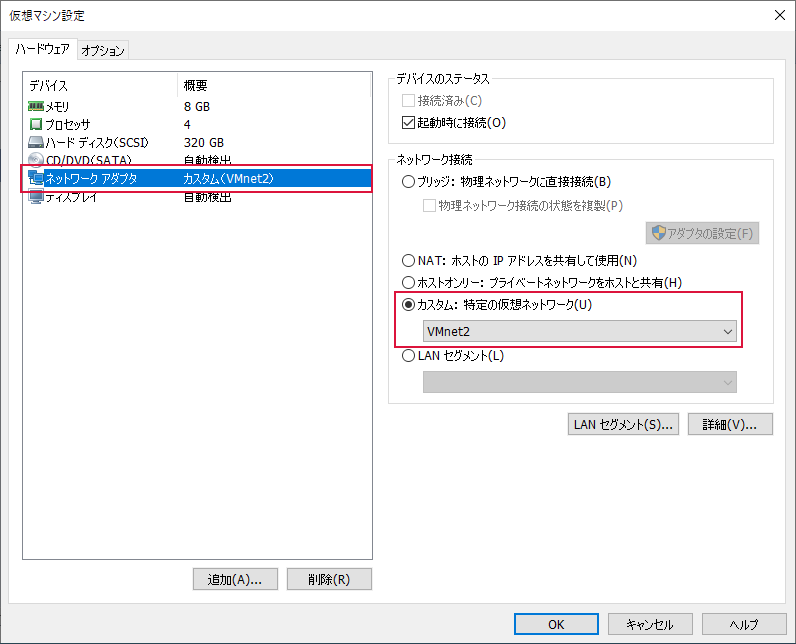 仮想マシン設定
ハードウェア オプション
デバイス 概要
メモリ 8 GB
プロセッサ 4
ハード ディスク(SCSI) 320 GB
CD/DVD(SATA) 自動検出
ネットワーク アダプタ カスタム(VMnet2)
ディスプレイ 自動検出
追加(A)... 削除(R)
デバイスのステータス
接続済み(C)
起動時に接続(O)
ネットワーク接続
ブリッジ: 物理ネットワークに直接接続(B)
物理ネットワーク接続の状態を複製(P)
アダプタの設定(F)
NAT: ホストの IP アドレスを共有して使用(N)
ホストオンリー: プライベートネットワークをホストと共有(H)
カスタム: 特定の仮想ネットワーク(U)
VMnet2
LAN セグメント(L)
LAN セグメント(S)... 詳細(V)...
OK キャンセル ヘルプ